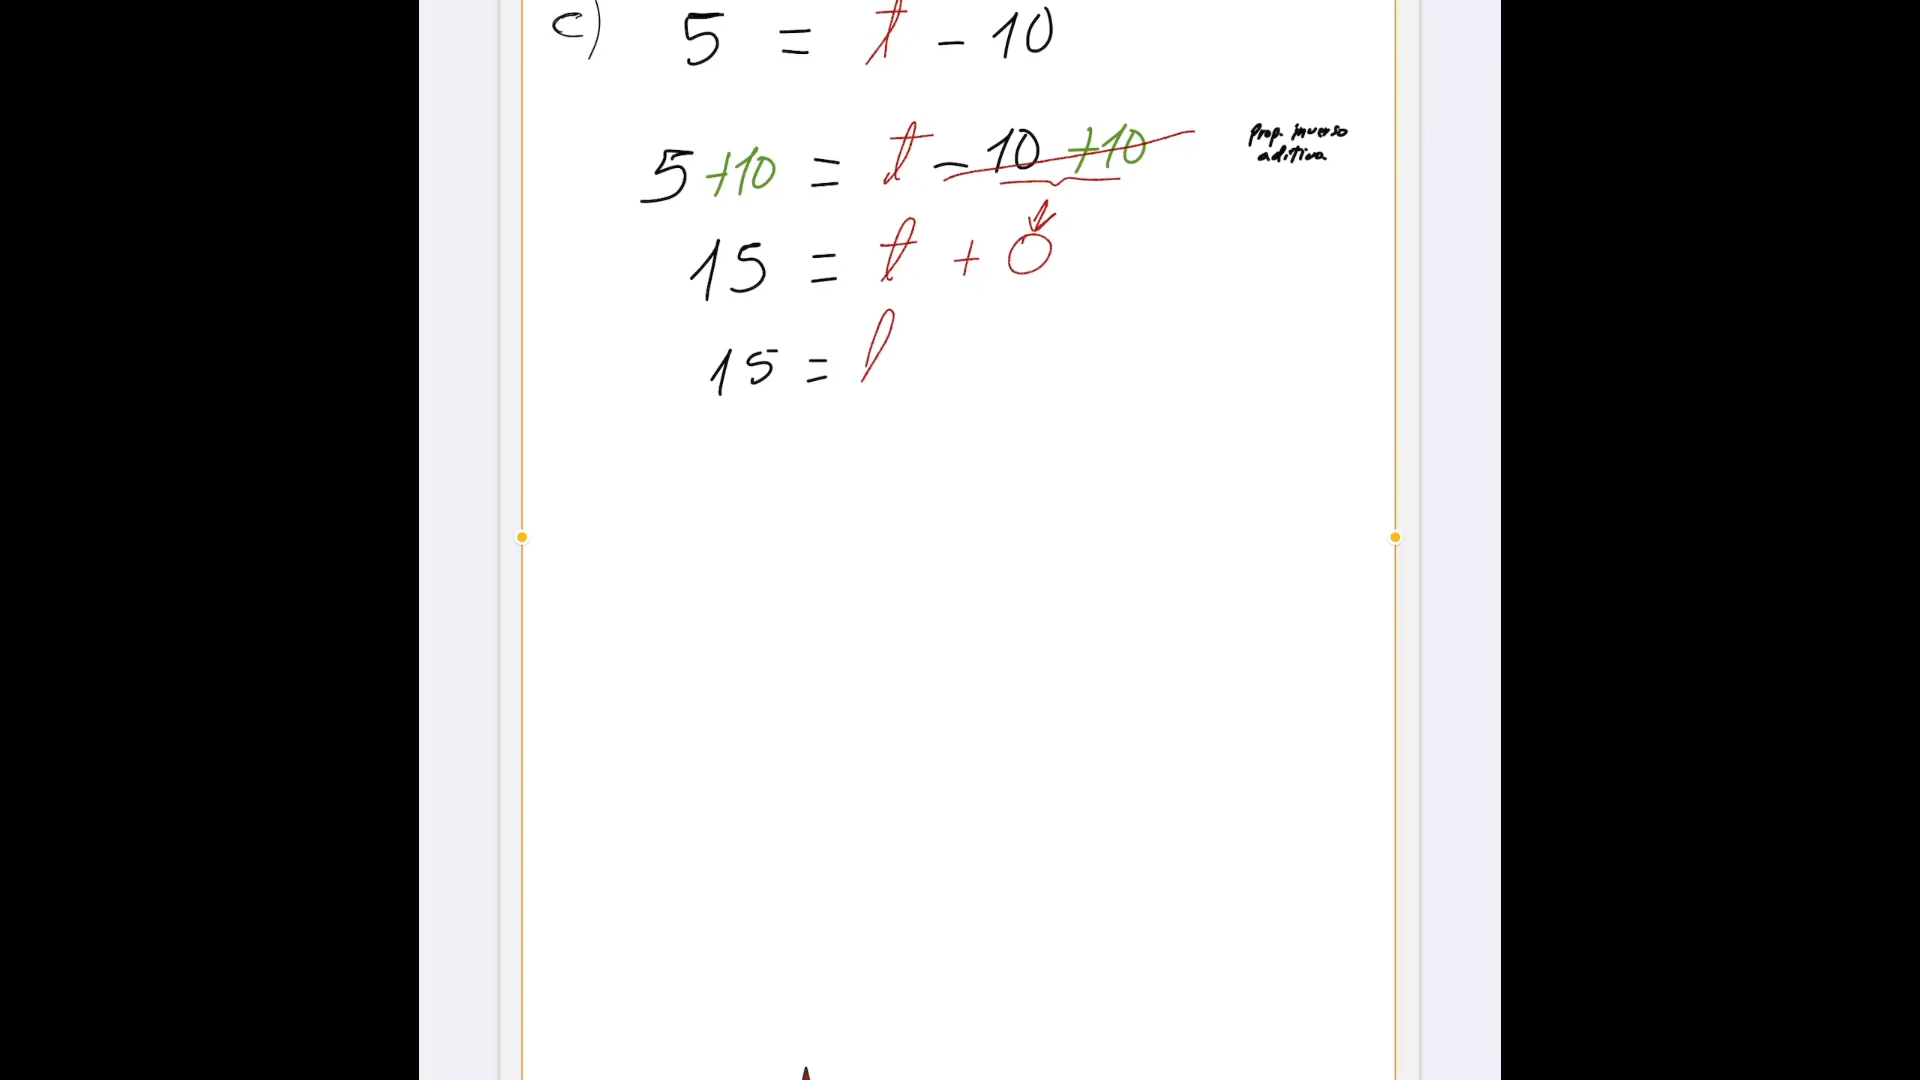 c) 5 = t - 10
5 +10 = t - 10 +10 Prop. inverso
aditivo
15 = t + 0
15 =